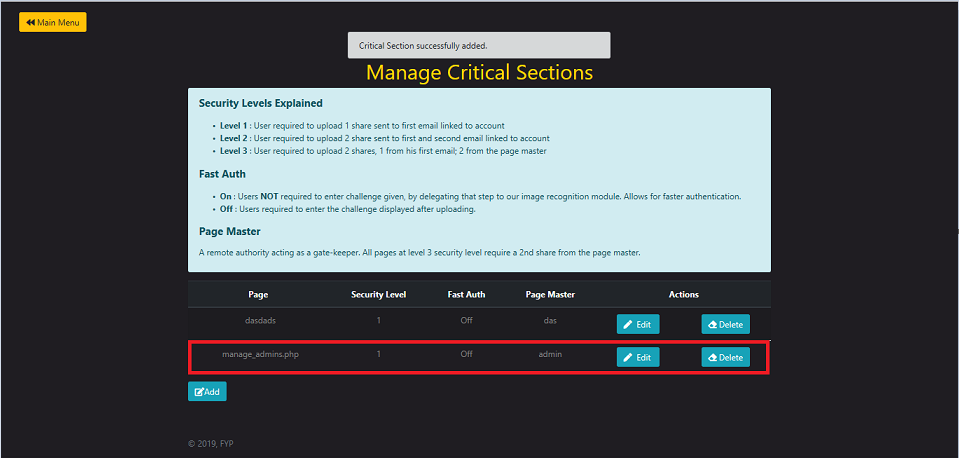 Main Menu
Critical Section successfully added.
Manage Critical Sections
Security Levels Explained
• Level 1 : User required to upload 1 share sent to first email linked to account
• Level 2 : User required to upload 2 share sent to first and second email linked to account
• Level 3 : User required to upload 2 shares, 1 from his first email; 2 from the page master
Fast Auth
• On : Users NOT required to enter challenge given, by delegating that step to our image recognition module. Allows for faster authentication.
• Off : Users required to enter the challenge displayed after uploading.
Page Master
A remote authority acting as a gate-keeper. All pages at level 3 security level require a 2nd share from the page master.
Page Security Level Fast Auth Page Master Actions
dasdads 1 Off das Edit Delete
manage_admins.php 1 Off admin Edit Delete
Add
© 2019, FYP